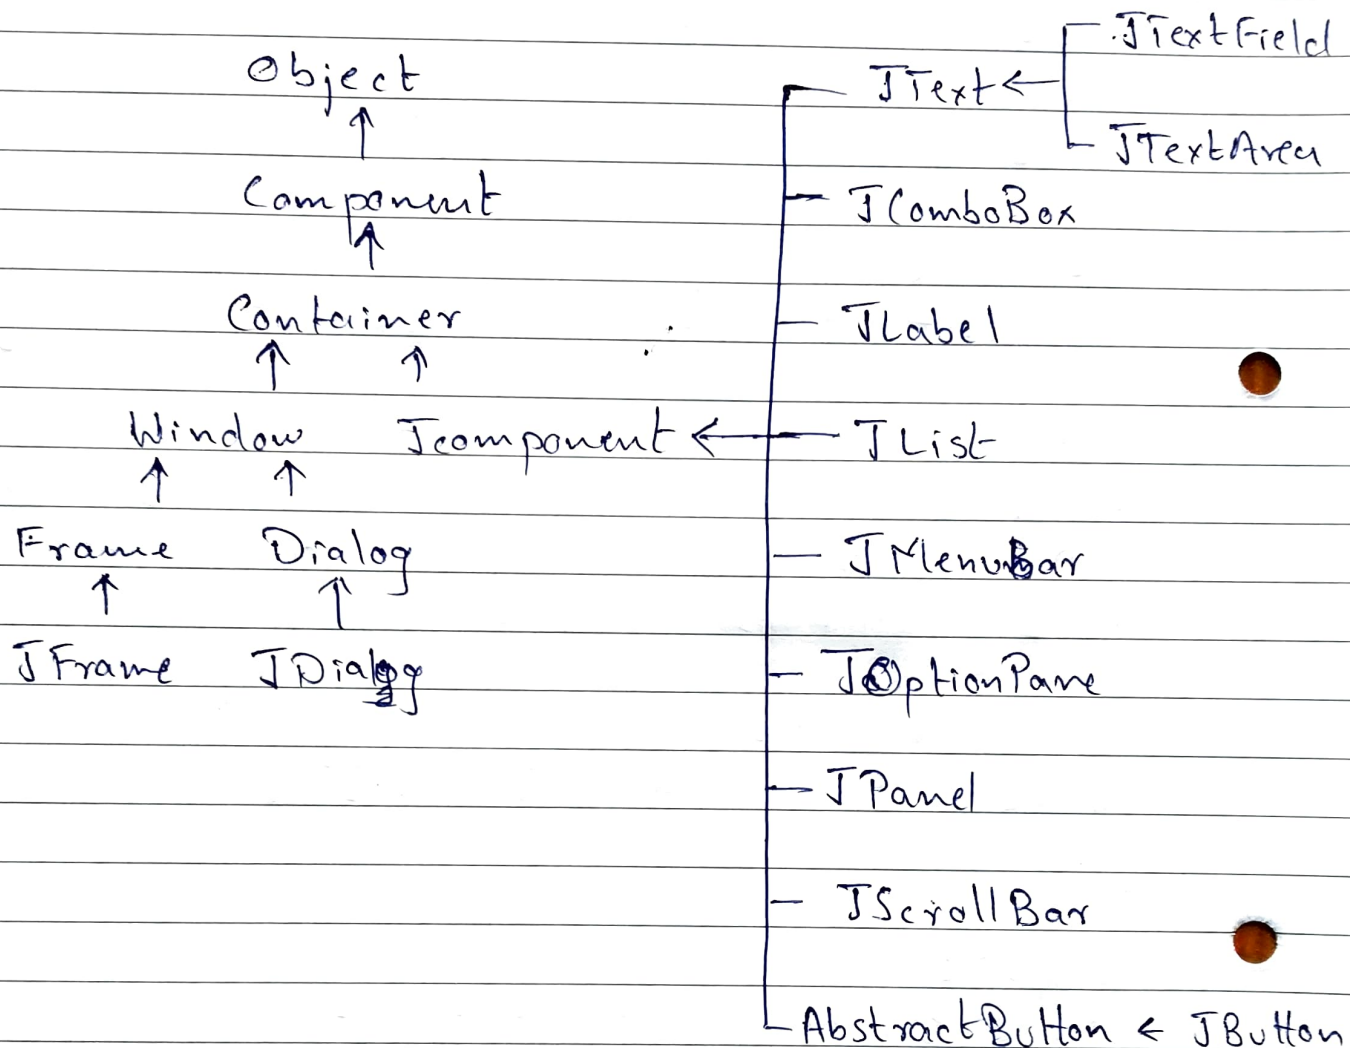 Object
Component
Container
Window Jcomponent
Frame Dialog
JFrame JDialog
JText
JTextField
JTextArea
JComboBox
JLabel
JList
JMenuBar
JOptionPane
JPanel
JScrollBar
AbstractButton ← JButton